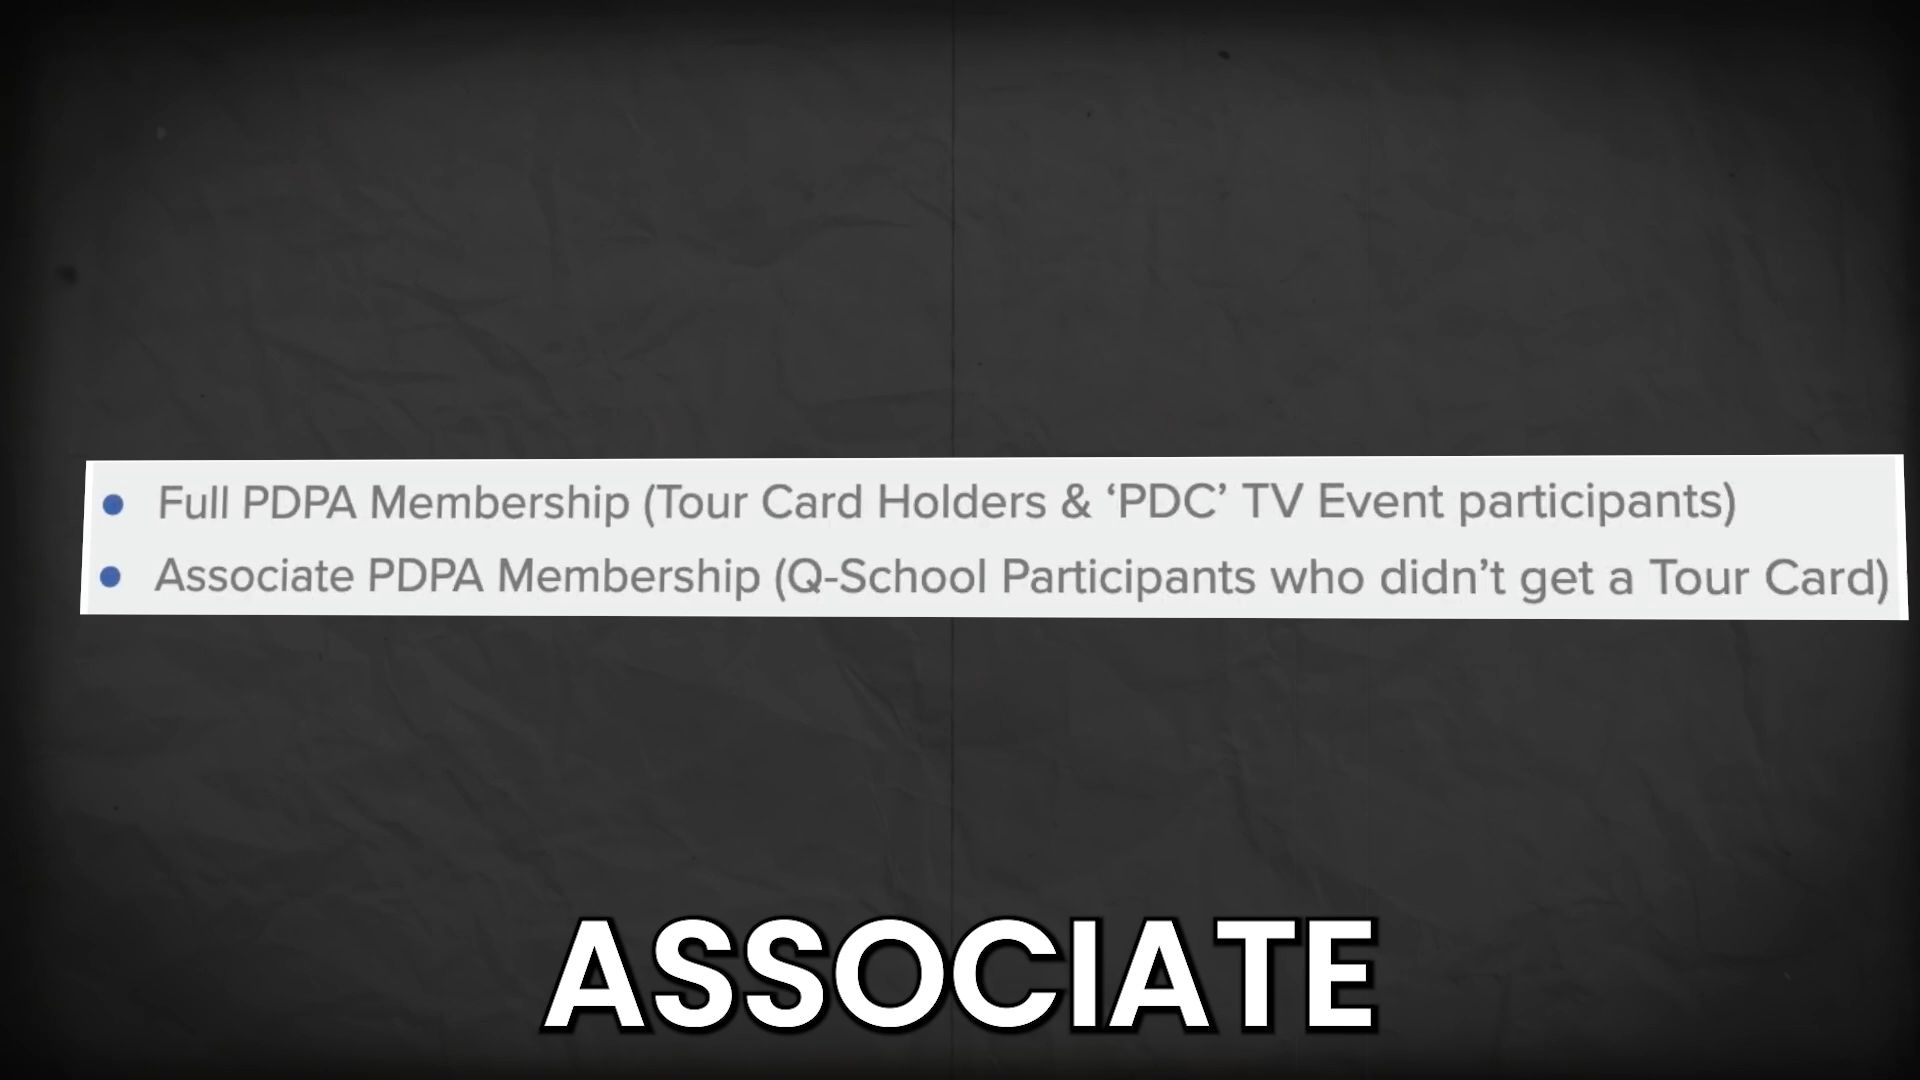 • Full PDPA Membership (Tour Card Holders & ‘PDC’ TV Event participants)
• Associate PDPA Membership (Q-School Participants who didn’t get a Tour Card)
ASSOCIATE